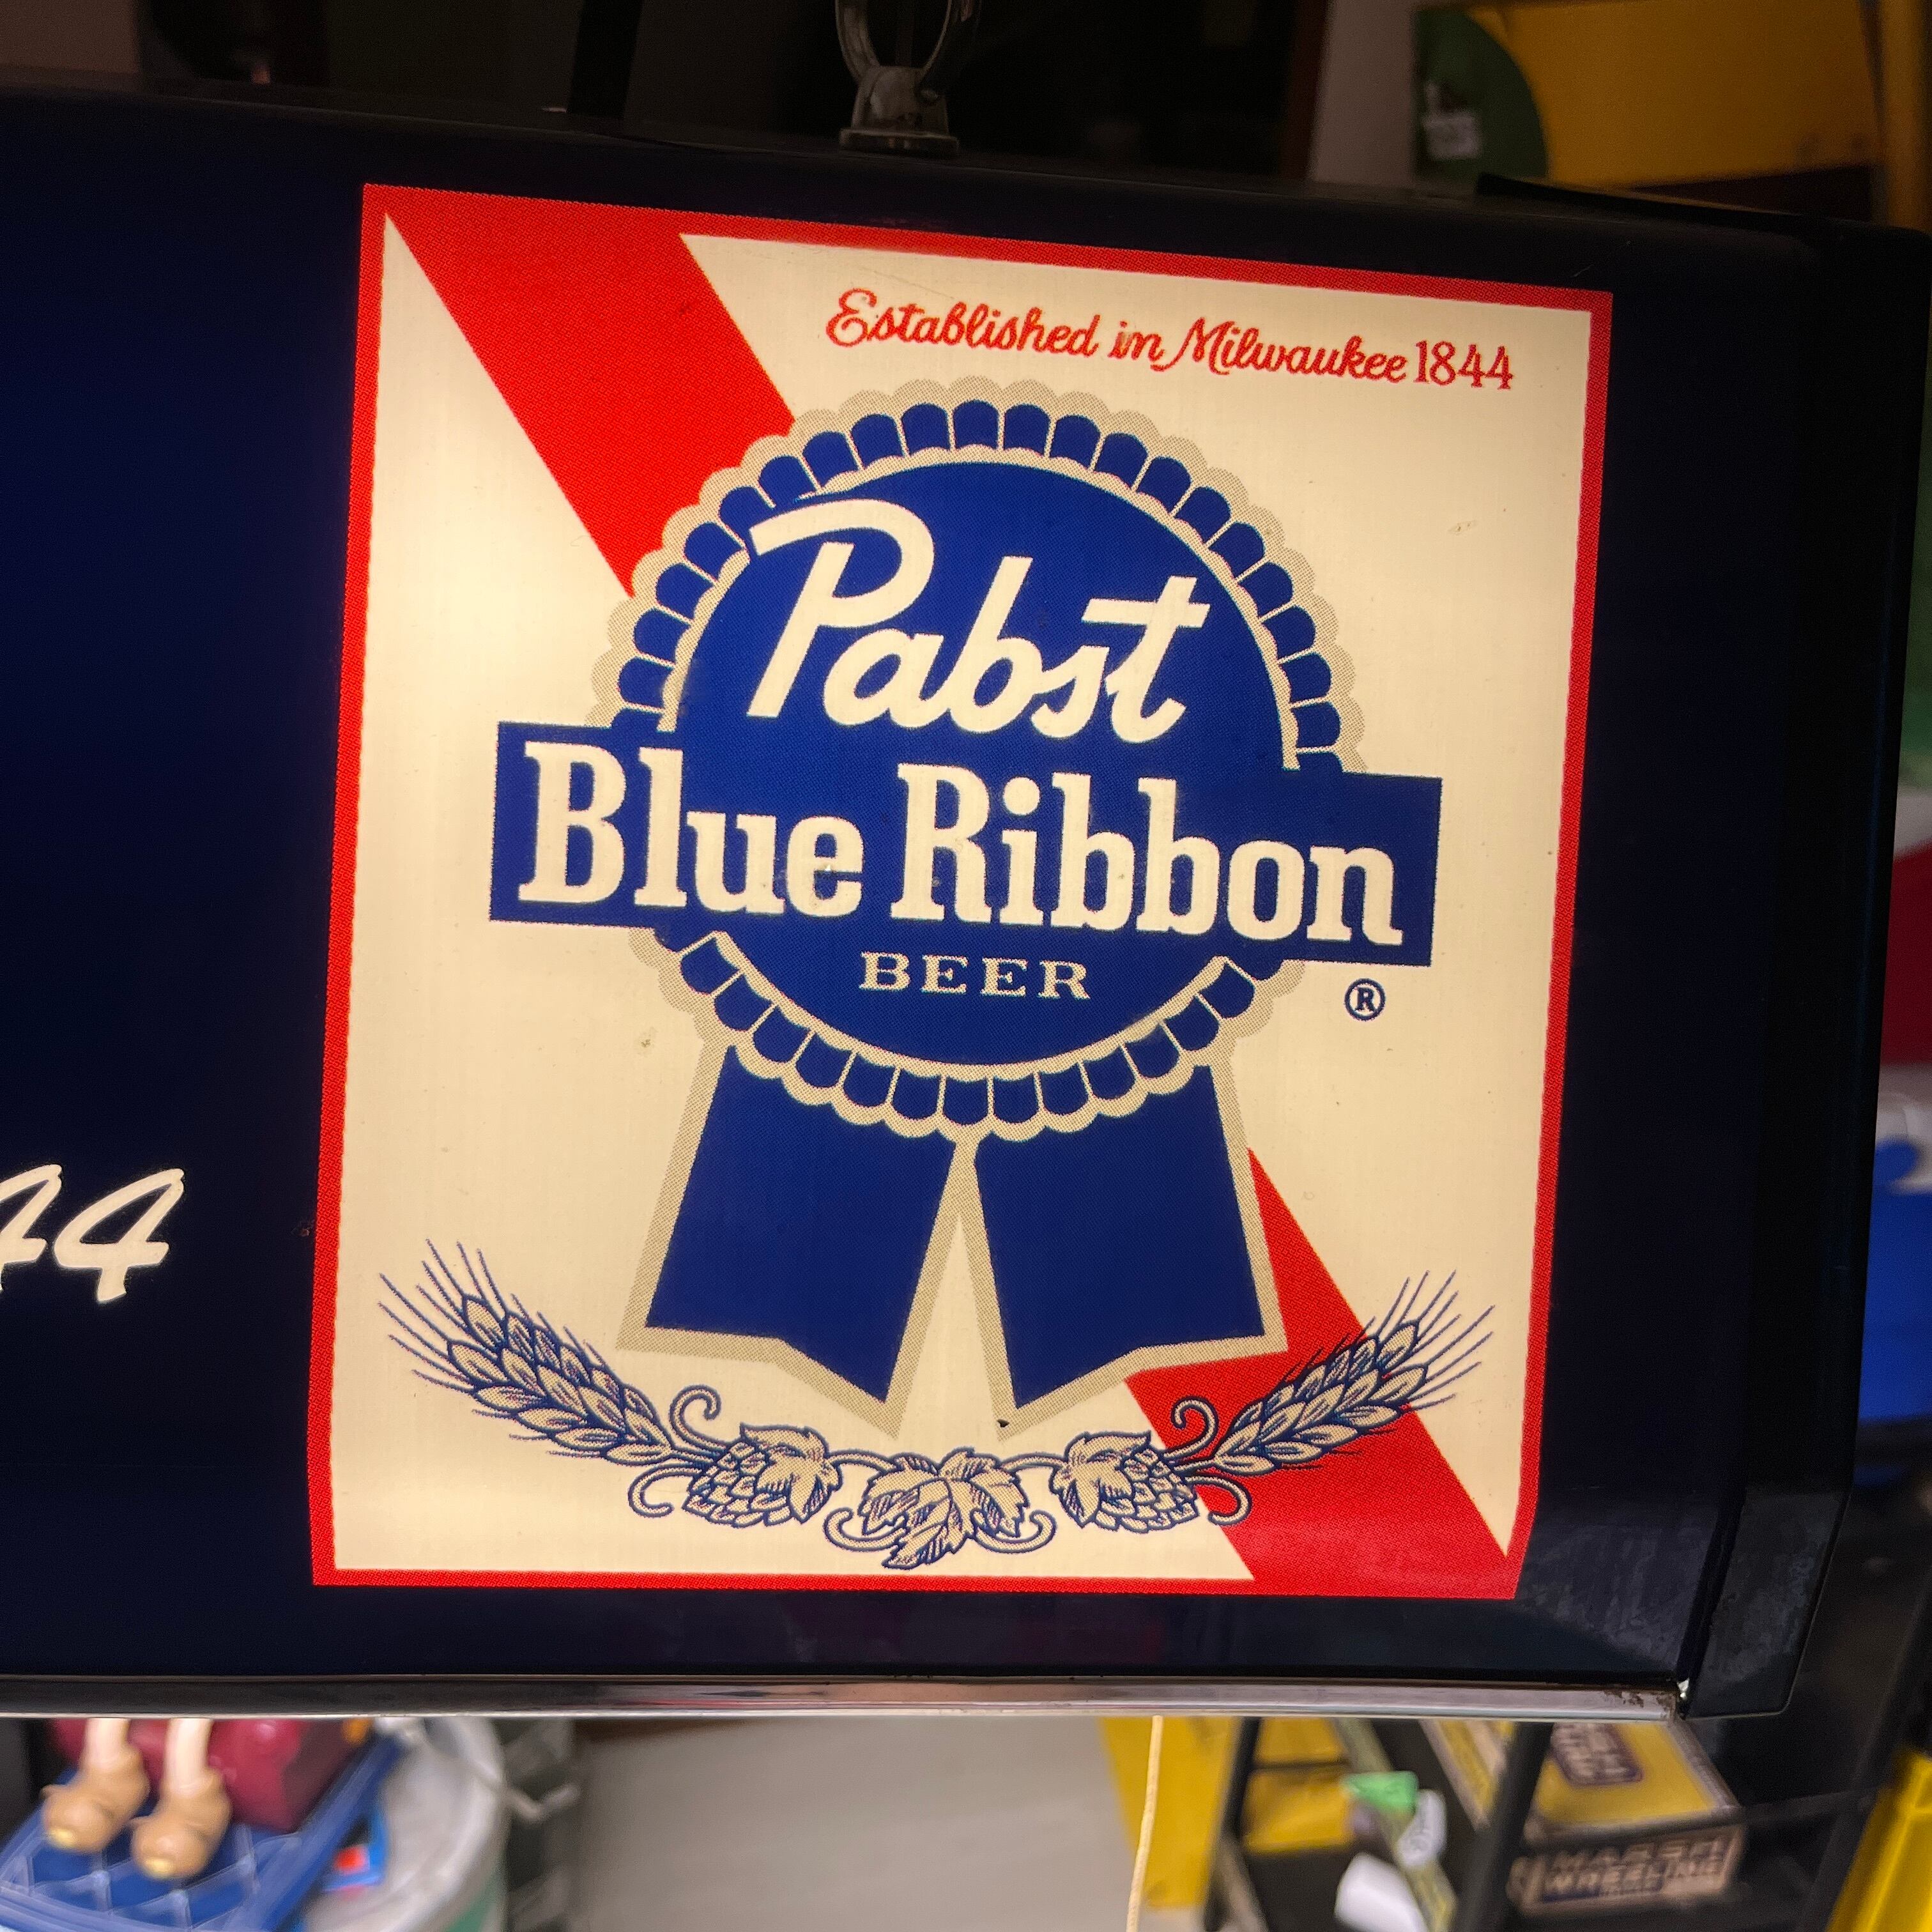 Established in Milwaukee 1844
Pabst
Blue Ribbon
BEER
®
44